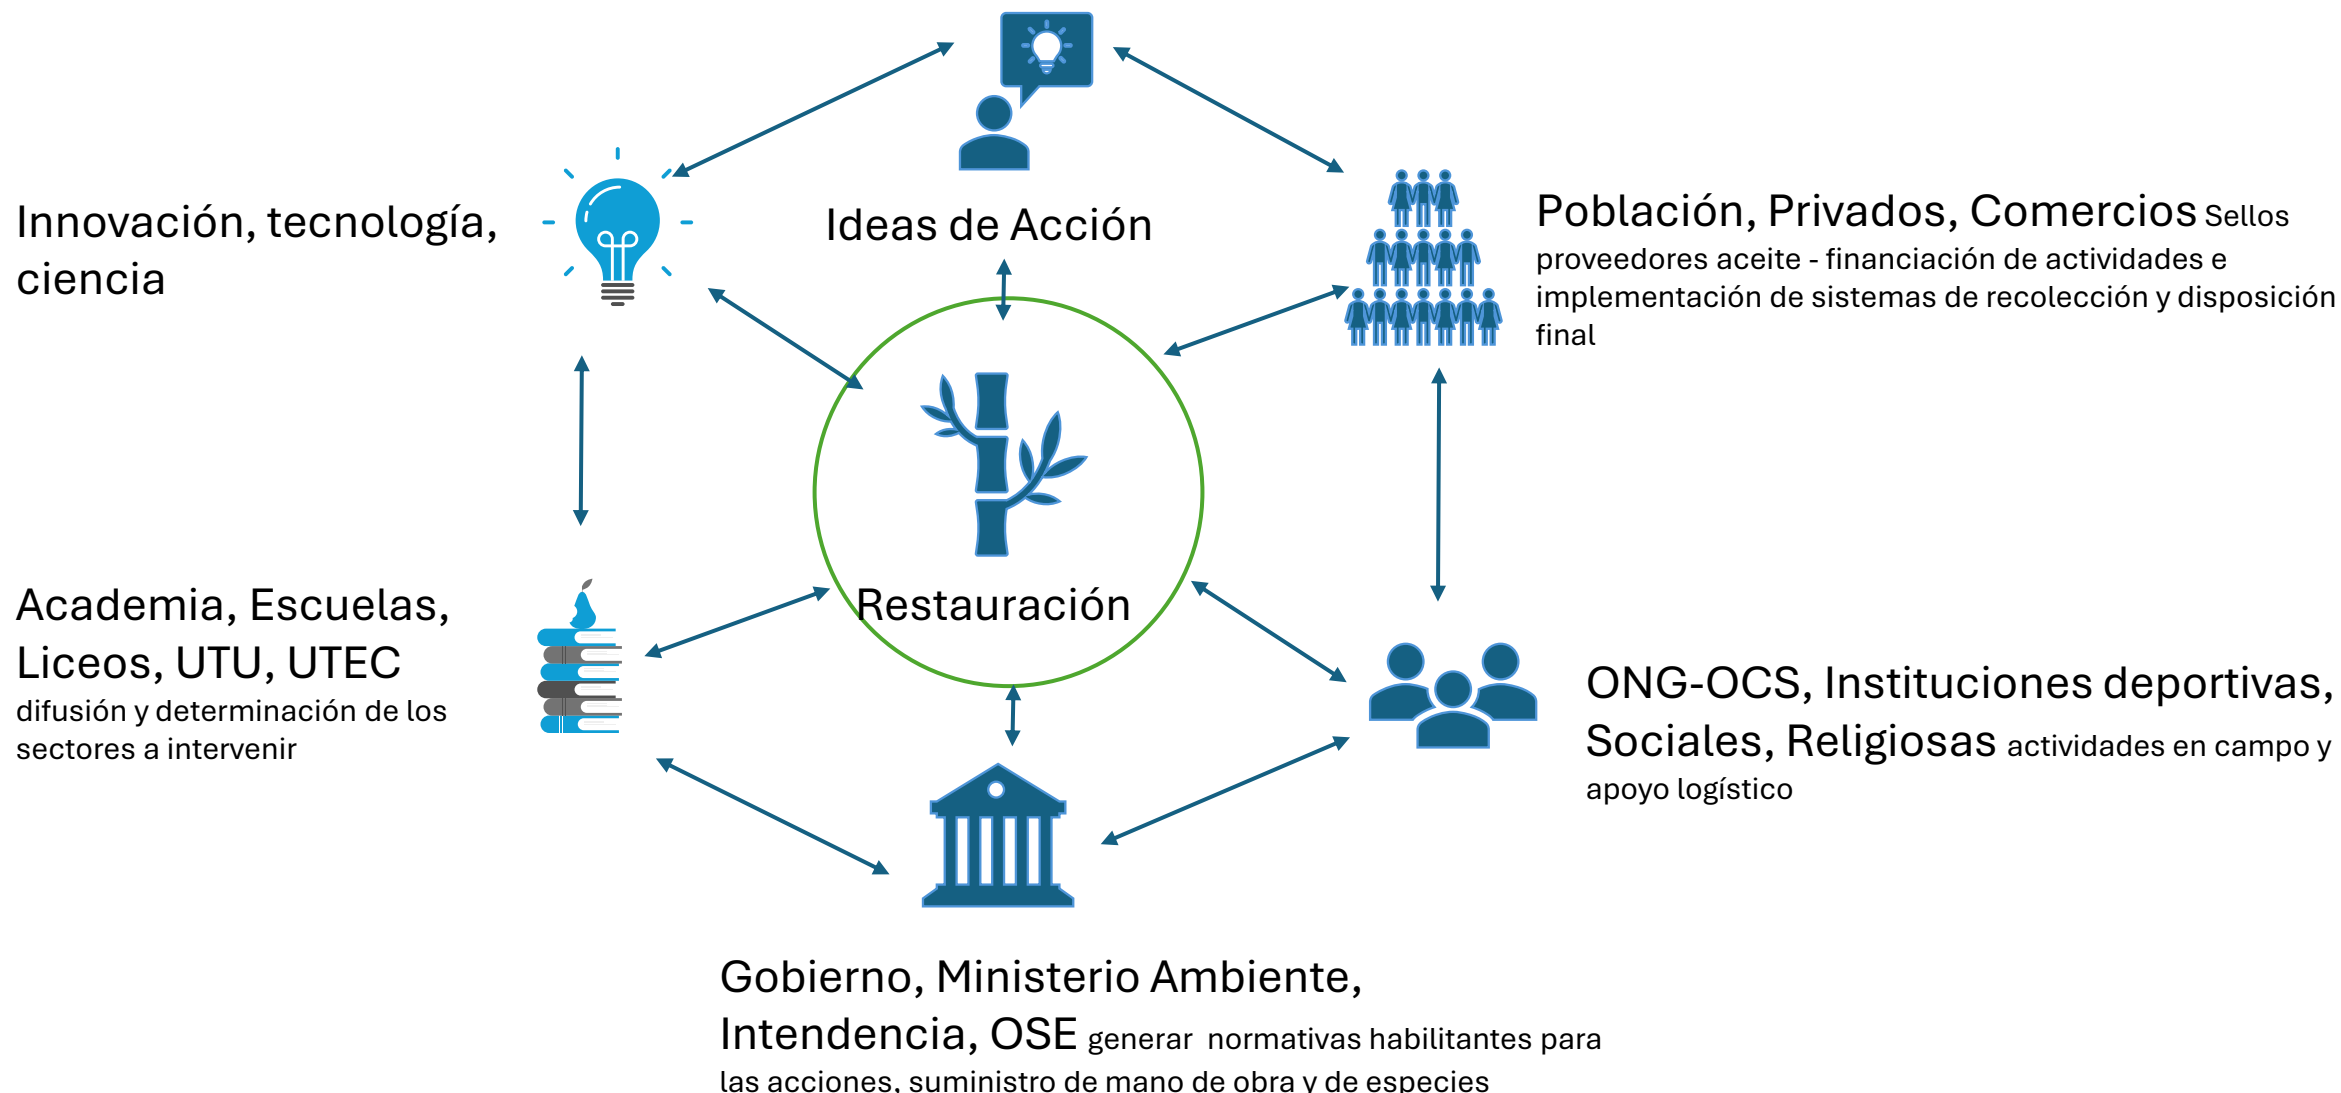 Ideas de Acción
Innovación, tecnología,
ciencia
Población, Privados, Comercios Sellos
proveedores aceite - financiación de actividades e
implementación de sistemas de recolección y disposición
final
Restauración
Academia, Escuelas,
Liceos, UTU, UTEC
difusión y determinación de los
sectores a intervenir
ONG-OCS, Instituciones deportivas,
Sociales, Religiosas actividades en campo y
apoyo logístico
Gobierno, Ministerio Ambiente,
Intendencia, OSE generar normativas habilitantes para
las acciones, suministro de mano de obra y de especies